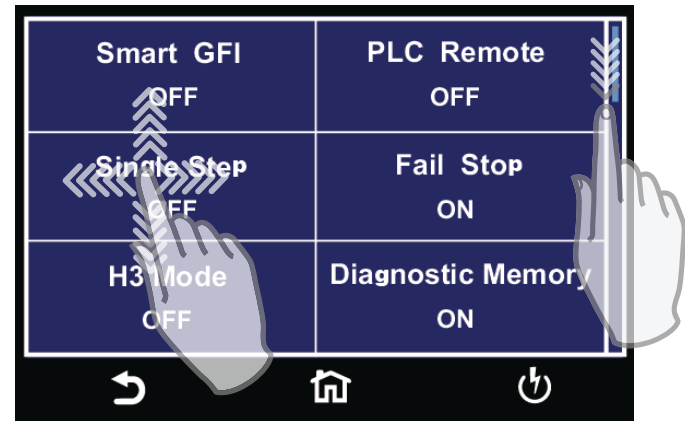 Smart GFI
OFF
PLC Remote
OFF
Single Step
OFF
Fail Stop
ON
H3 Mode
OFF
Diagnostic Memory
ON